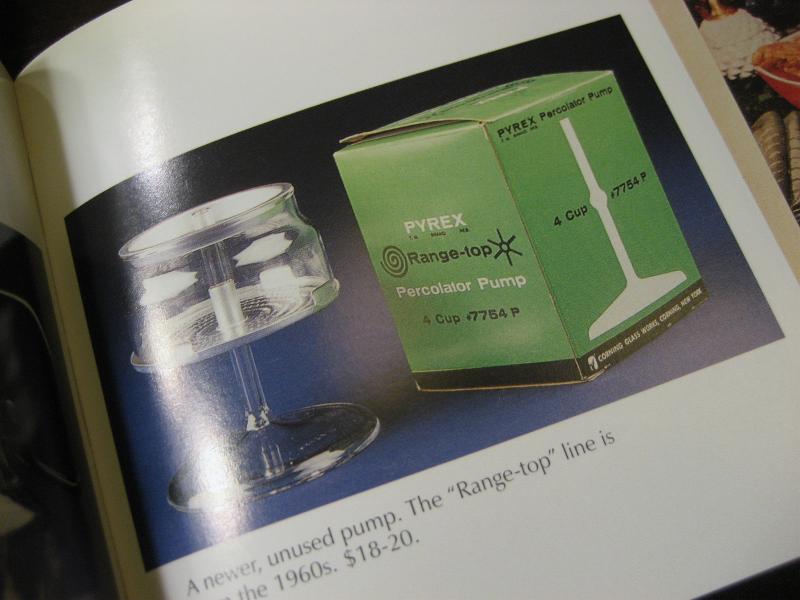 PYREX
Range-top
Percolator Pump
4 Cup #7754 P
PYREX Percolator Pump
4 Cup #7754 P
CORNING GLASS WORKS, CORNING, NEW YORK
A newer, unused pump. The “Range-top” line is
the 1960s. $18-20.